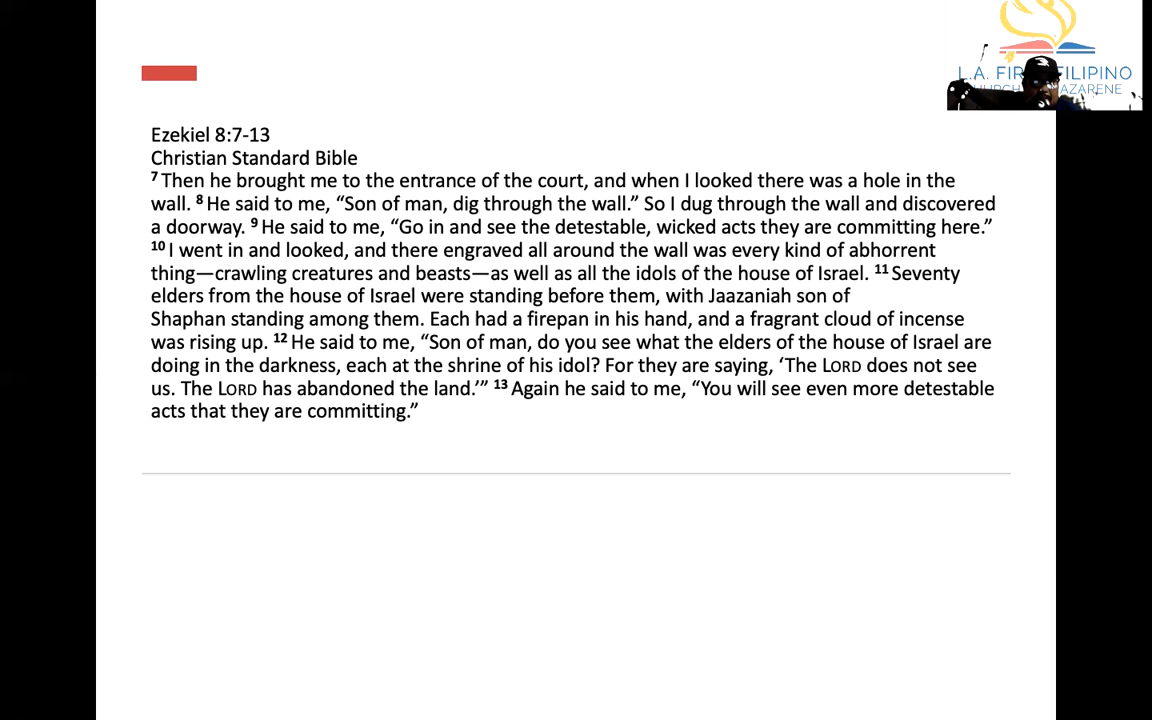 L.A. FIR ILIPINO
HURCH AZARENE
Ezekiel 8:7-13
Christian Standard Bible
⁷ Then he brought me to the entrance of the court, and when I looked there was a hole in the
wall. ⁸ He said to me, “Son of man, dig through the wall.” So I dug through the wall and discovered
a doorway. ⁹ He said to me, “Go in and see the detestable, wicked acts they are committing here.”
¹⁰ I went in and looked, and there engraved all around the wall was every kind of abhorrent
thing—crawling creatures and beasts—as well as all the idols of the house of Israel. ¹¹ Seventy
elders from the house of Israel were standing before them, with Jaazaniah son of
Shaphan standing among them. Each had a firepan in his hand, and a fragrant cloud of incense
was rising up. ¹² He said to me, “Son of man, do you see what the elders of the house of Israel are
doing in the darkness, each at the shrine of his idol? For they are saying, ‘The LORD does not see
us. The LORD has abandoned the land.’” ¹³ Again he said to me, “You will see even more detestable
acts that they are committing.”